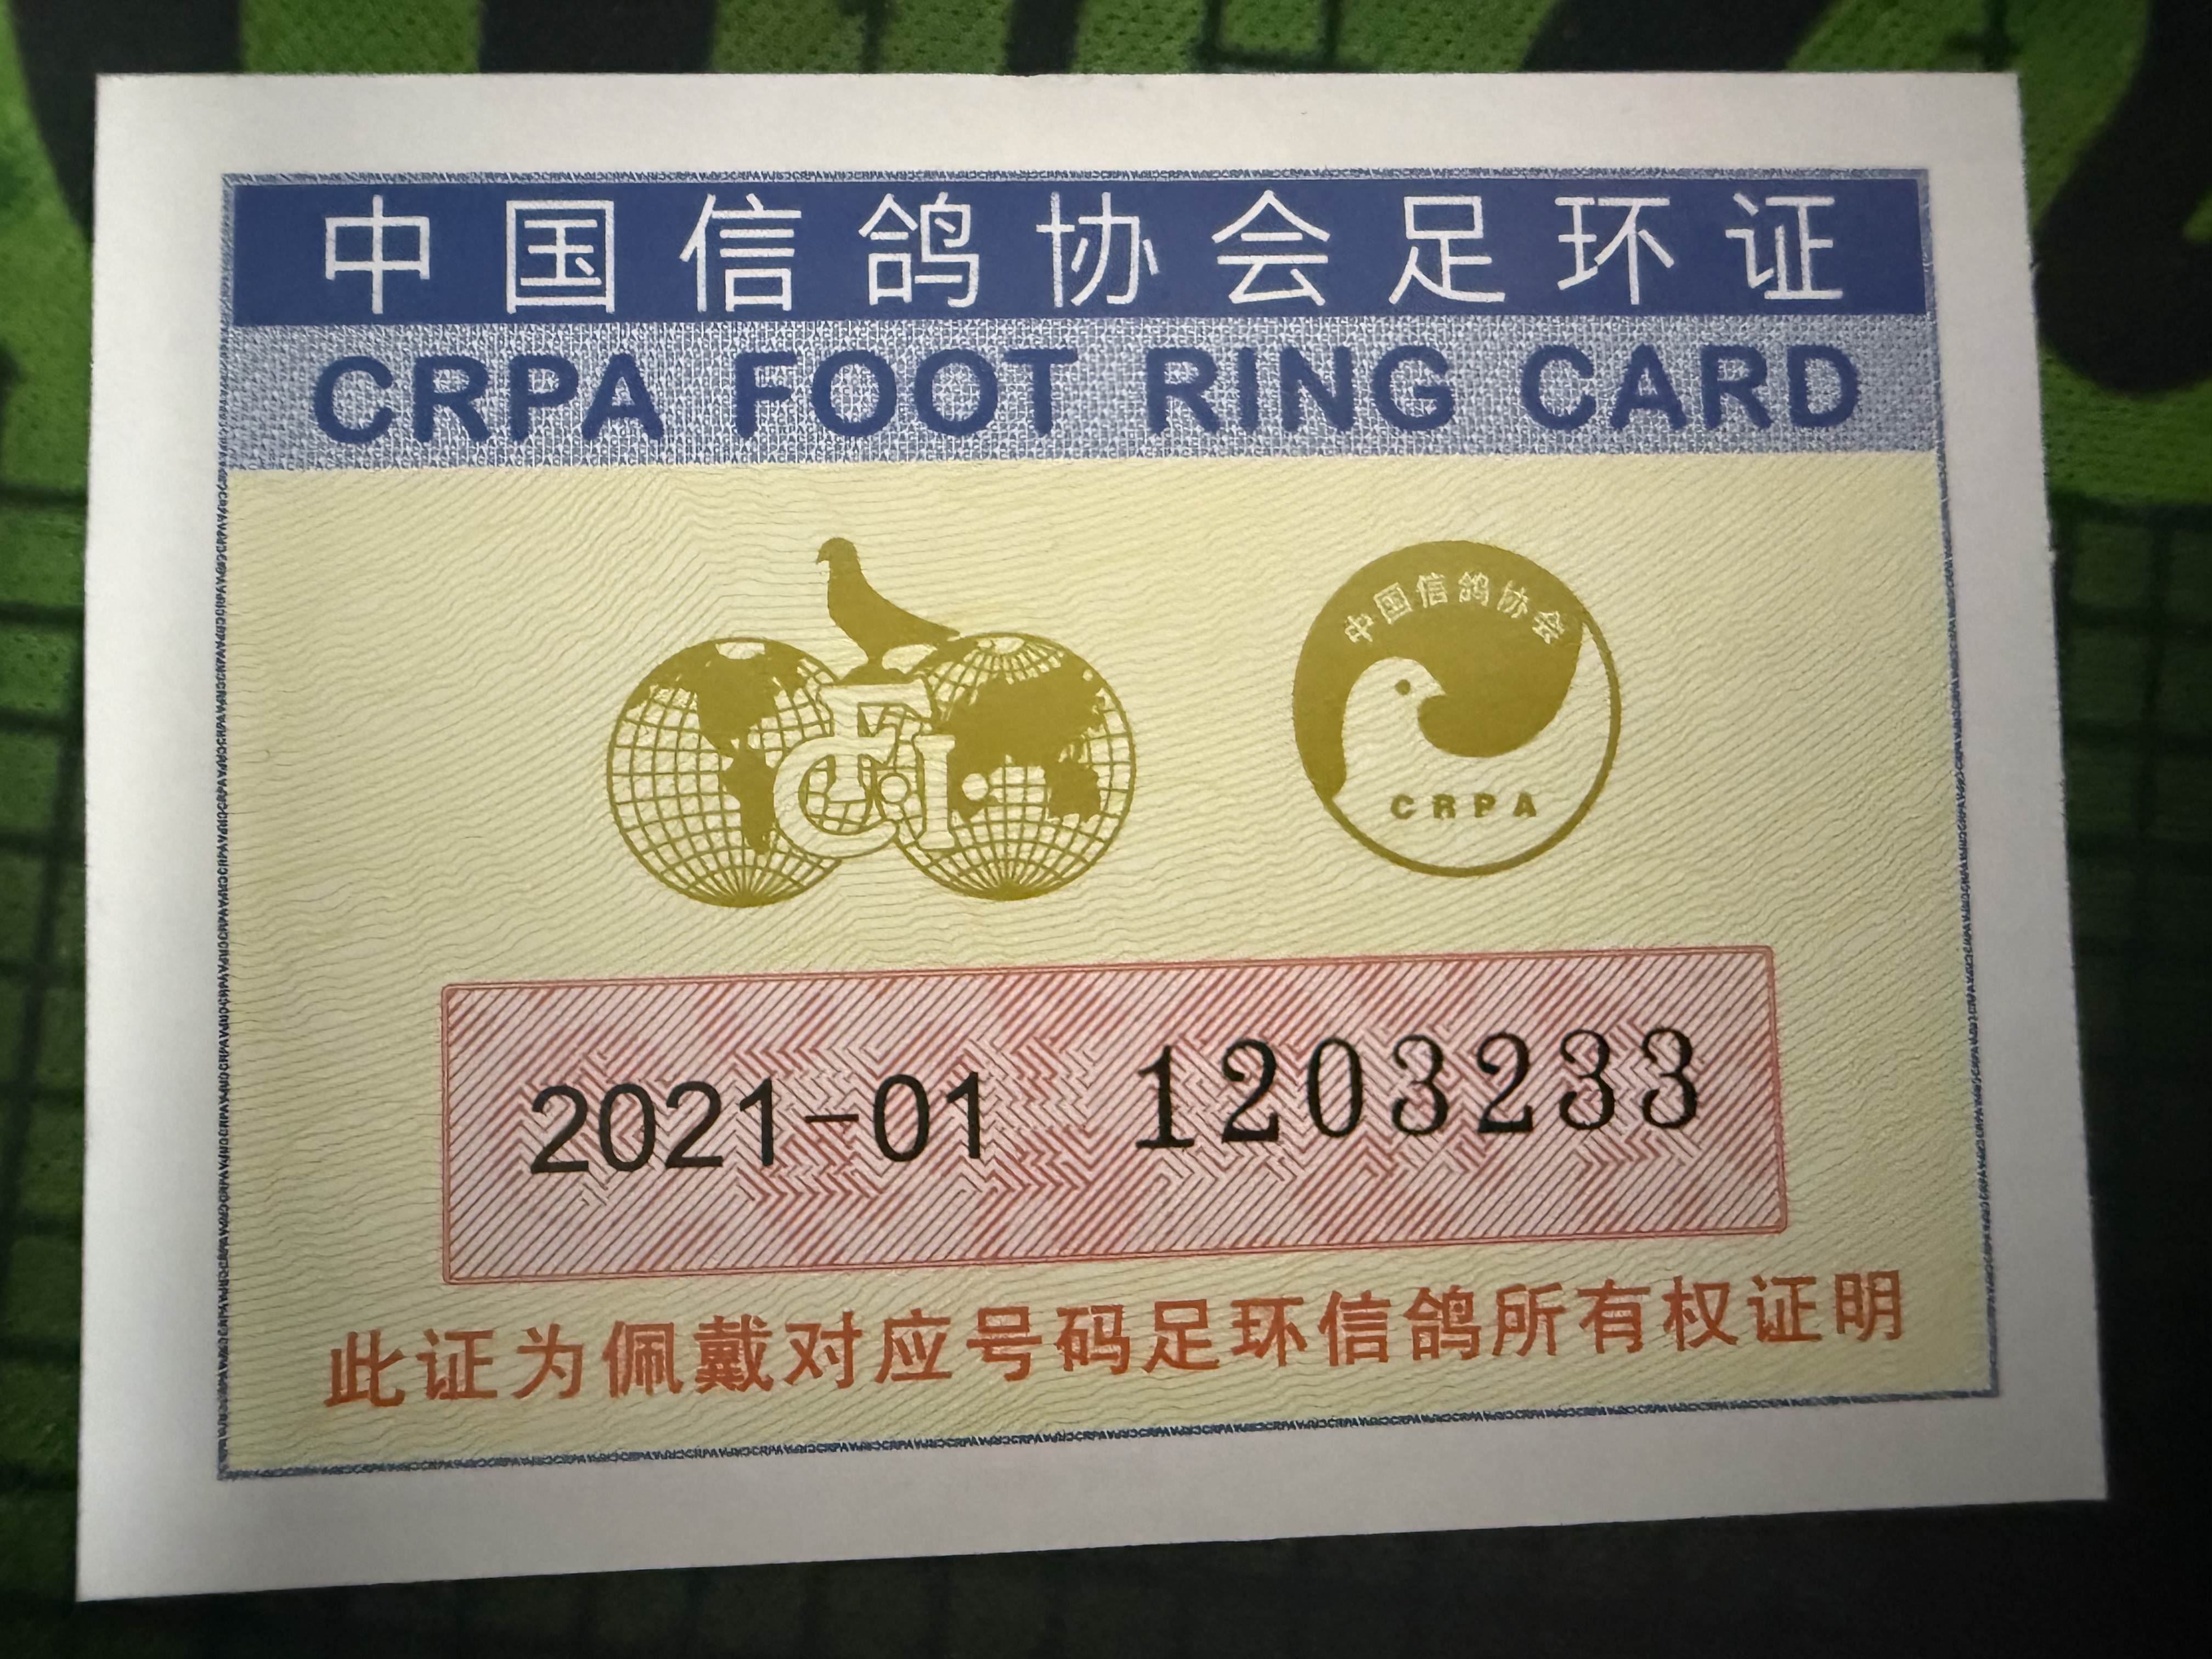 中国信鸽协会足环证
CRPA FOOT RING CARD
F.C.I.
中国信鸽协会
CRPA
2021-01 1203233
此证为佩戴对应号码足环信鸽所有权证明